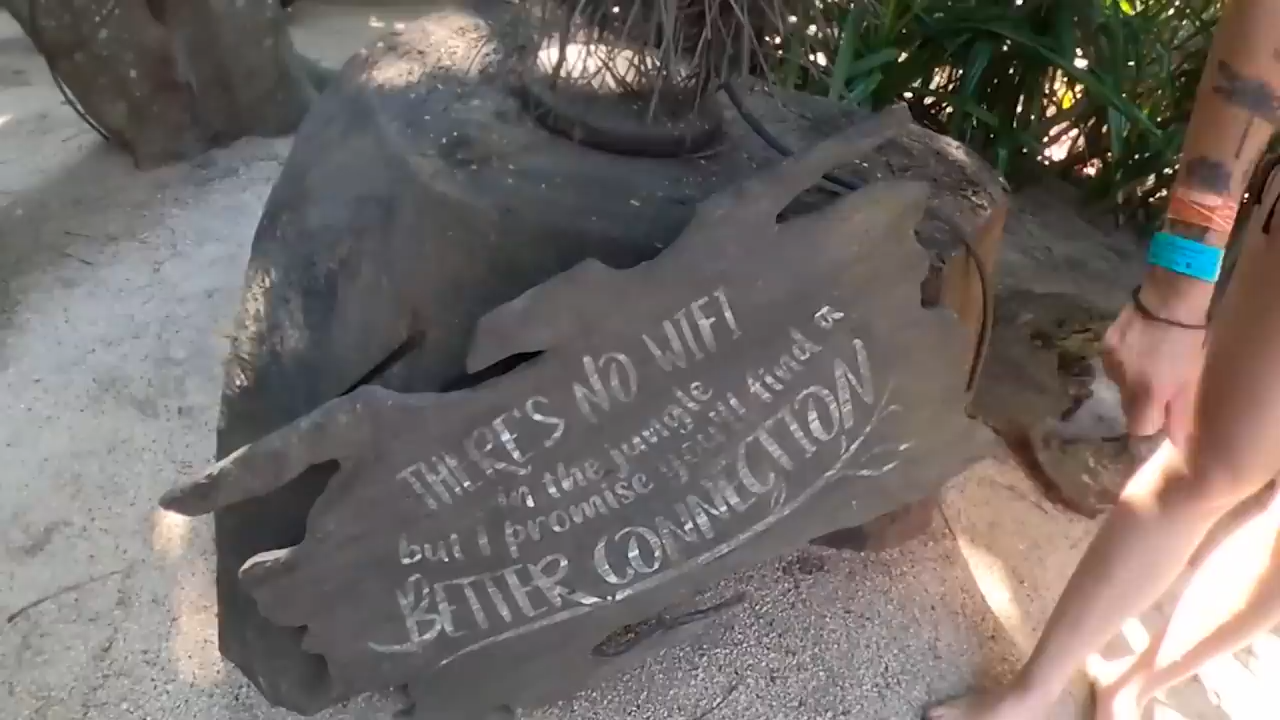 THERE'S NO WIFI
in the jungle
but I promise you'll find a
BETTER CONNECTION